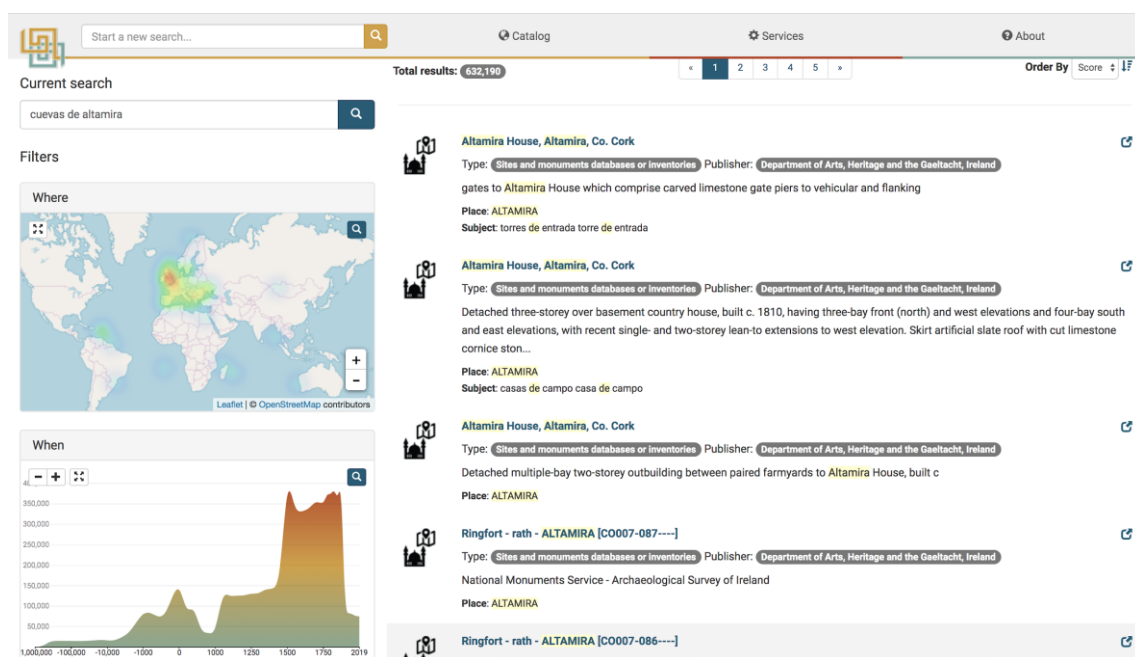 Start a new search...
Catalog
Services
About
Current search
cuevas de altamira
Filters
Where
+
−
Leaflet | © OpenStreetMap contributors
When
− +
350,000
300,000
250,000
200,000
150,000
100,000
50,000
1,000,000 -100,000 -10,000 -1000 0 1000 1250 1500 1750 2019
Total results: 632,190
« 1 2 3 4 5 »
Order By Score
Altamira House, Altamira, Co. Cork
Type: Sites and monuments databases or inventories Publisher: Department of Arts, Heritage and the Gaeltacht, Ireland
gates to Altamira House which comprise carved limestone gate piers to vehicular and flanking
Place: ALTAMIRA
Subject: torres de entrada torre de entrada
Altamira House, Altamira, Co. Cork
Type: Sites and monuments databases or inventories Publisher: Department of Arts, Heritage and the Gaeltacht, Ireland
Detached three-storey over basement country house, built c. 1810, having three-bay front (north) and west elevations and four-bay south
and east elevations, with recent single- and two-storey lean-to extensions to west elevation. Skirt artificial slate roof with cut limestone
cornice ston...
Place: ALTAMIRA
Subject: casas de campo casa de campo
Altamira House, Altamira, Co. Cork
Type: Sites and monuments databases or inventories Publisher: Department of Arts, Heritage and the Gaeltacht, Ireland
Detached multiple-bay two-storey outbuilding between paired farmyards to Altamira House, built c
Place: ALTAMIRA
Ringfort - rath - ALTAMIRA [CO007-087----]
Type: Sites and monuments databases or inventories Publisher: Department of Arts, Heritage and the Gaeltacht, Ireland
National Monuments Service - Archaeological Survey of Ireland
Place: ALTAMIRA
Ringfort - rath - ALTAMIRA [CO007-086----]